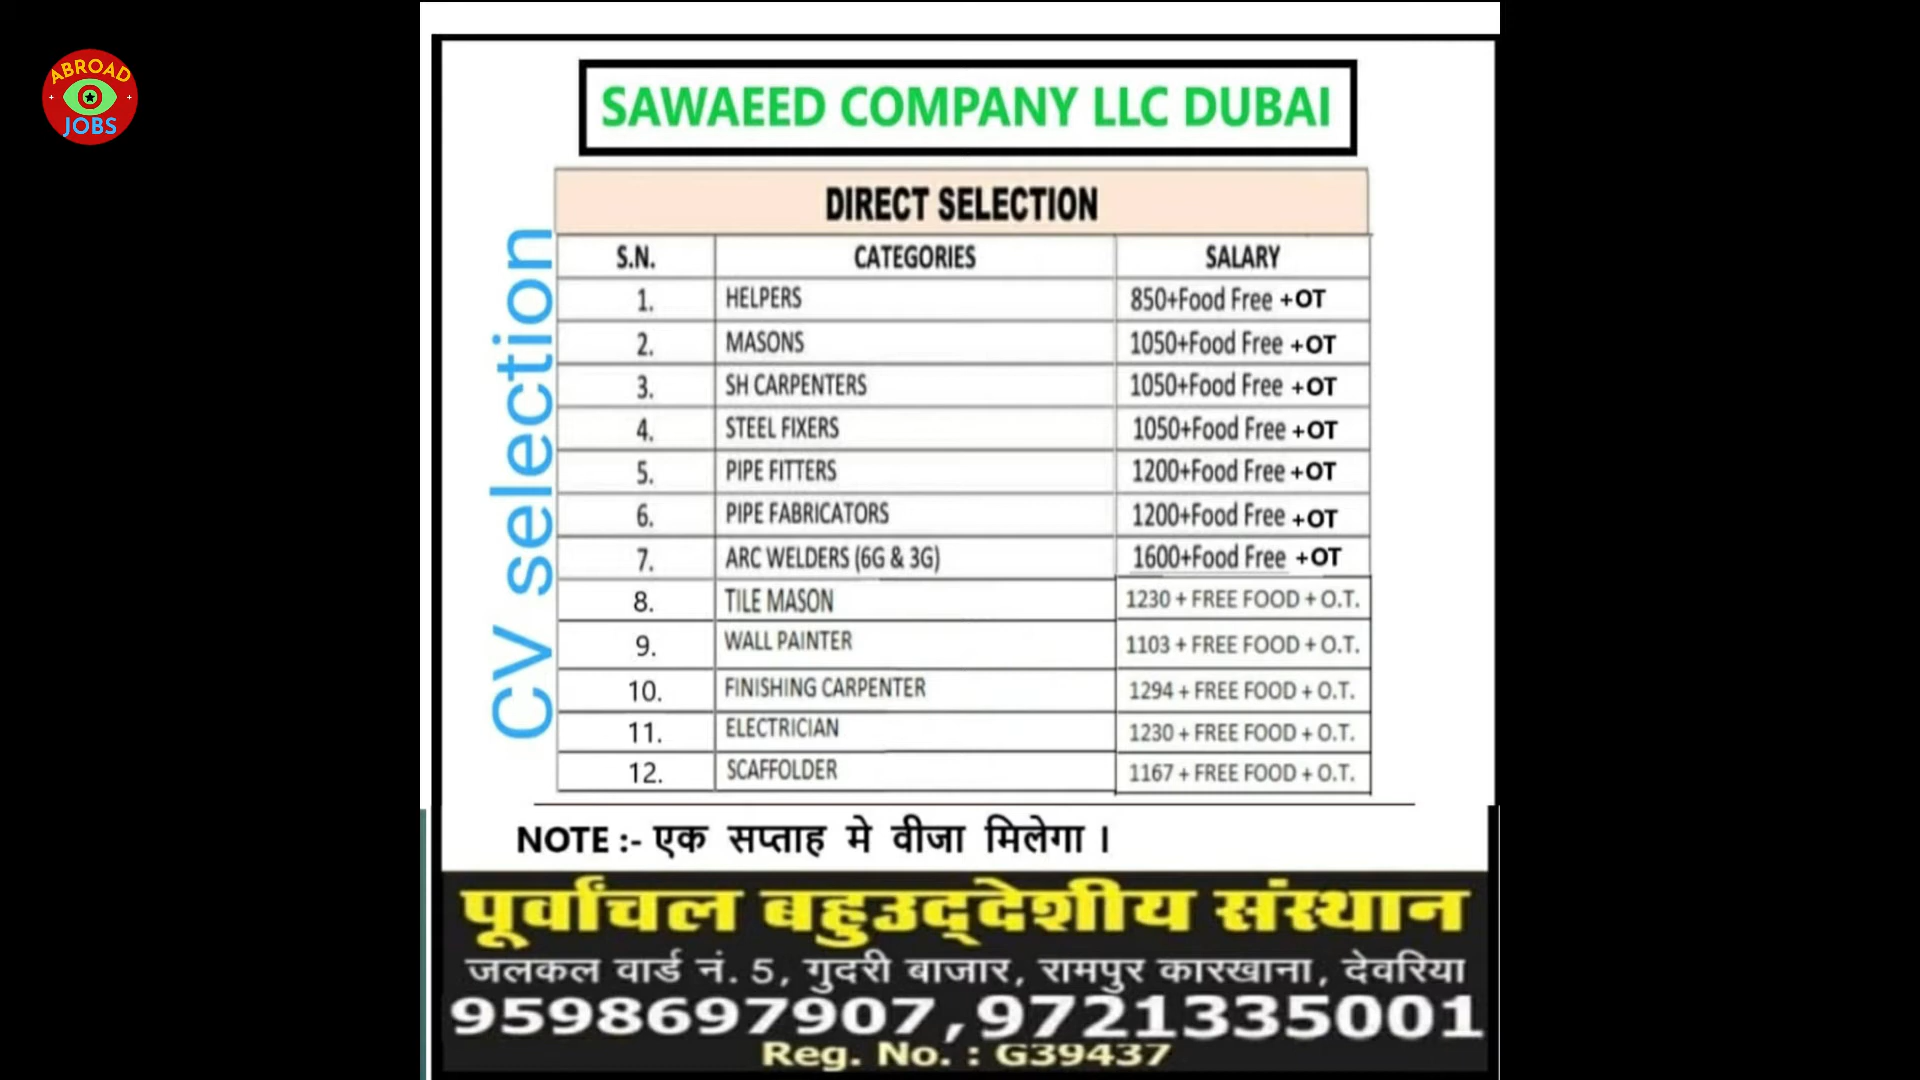 ABROAD
JOBS
SAWAEED COMPANY LLC DUBAI
CV selection
DIRECT SELECTION
S.N. CATEGORIES SALARY
1. HELPERS 850+Food Free +OT
2. MASONS 1050+Food Free +OT
3. SH CARPENTERS 1050+Food Free +OT
4. STEEL FIXERS 1050+Food Free +OT
5. PIPE FITTERS 1200+Food Free +OT
6. PIPE FABRICATORS 1200+Food Free +OT
7. ARC WELDERS (6G & 3G) 1600+Food Free +OT
8. TILE MASON 1230 + FREE FOOD + O.T.
9. WALL PAINTER 1103 + FREE FOOD + O.T.
10. FINISHING CARPENTER 1294 + FREE FOOD + O.T.
11. ELECTRICIAN 1230 + FREE FOOD + O.T.
12. SCAFFOLDER 1167 + FREE FOOD + O.T.
NOTE :- एक सप्ताह मे वीजा मिलेगा ।
पूर्वांचल बहुउद्देशीय संस्थान
जलकल वार्ड नं. 5, गुदरी बाजार, रामपुर कारखाना, देवरिया
9598697907,9721335001
Reg. No. : G39437